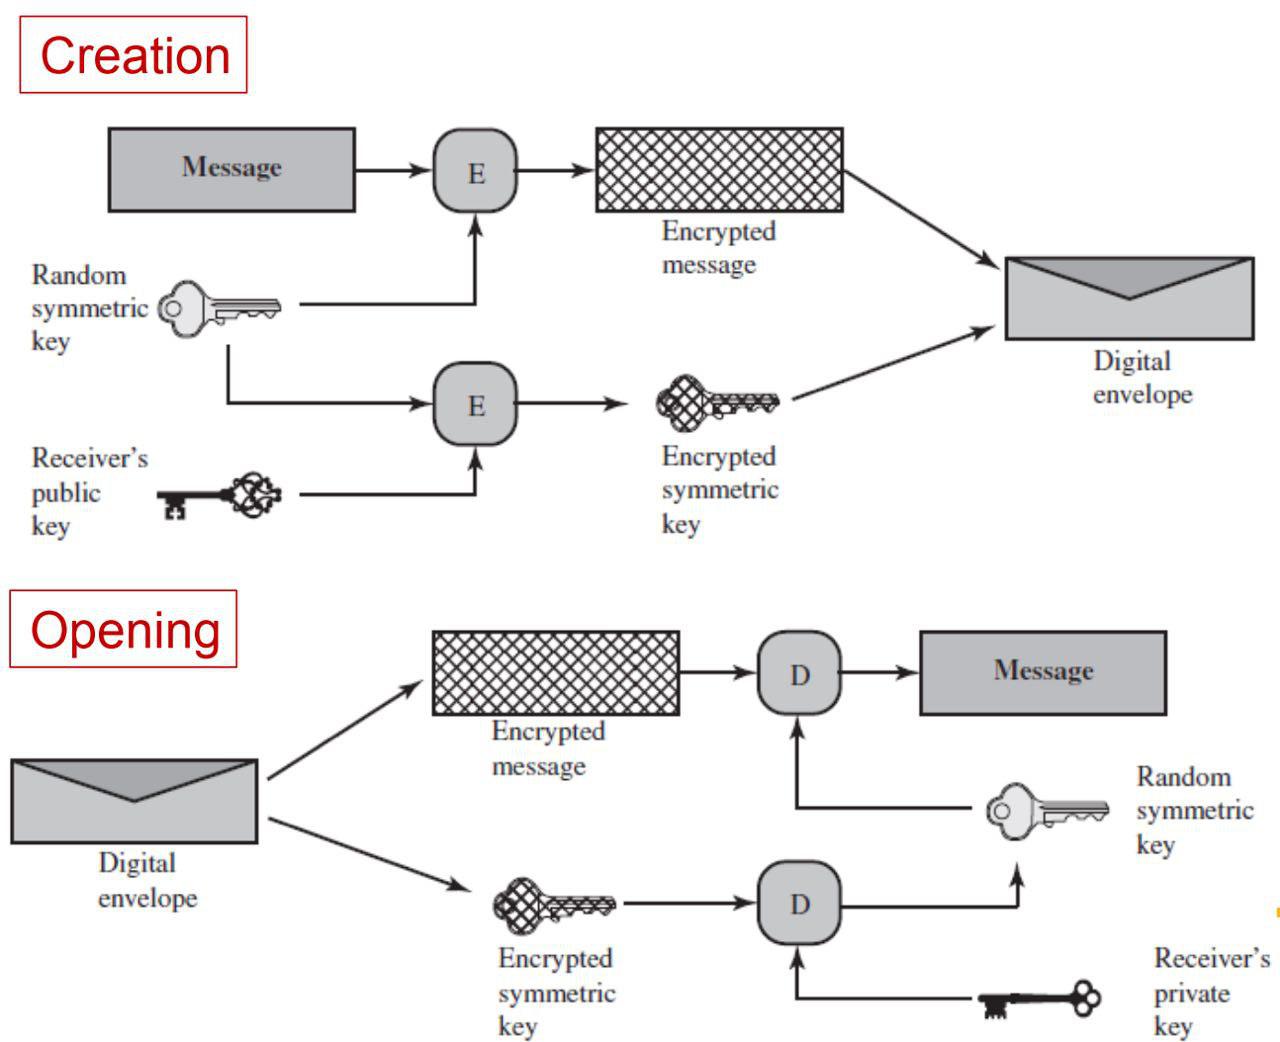 Creation
Message
E
Encrypted
message
Random
symmetric
key
Digital
envelope
E
Receiver's
public
key
Encrypted
symmetric
key
Opening
D
Message
Encrypted
message
Random
symmetric
key
Digital
envelope
D
Encrypted
symmetric
key
Receiver's
private
key